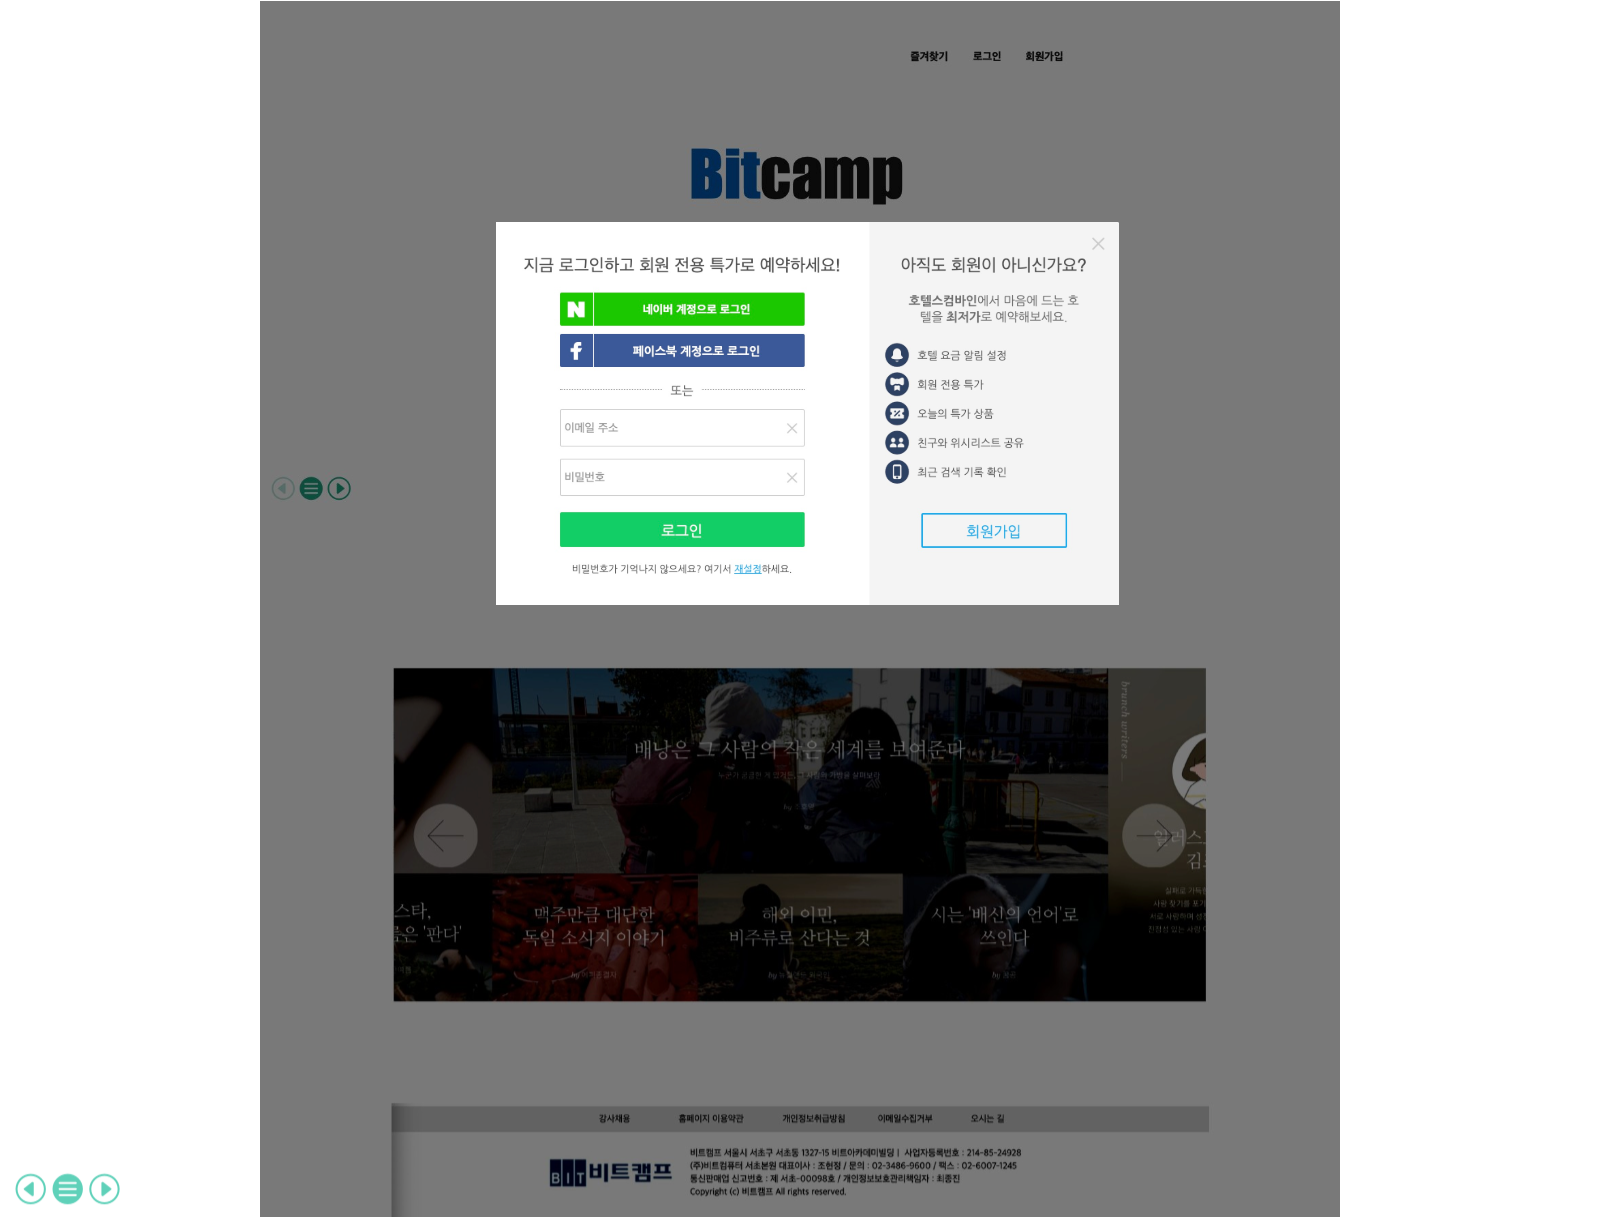 즐겨찾기 로그인 회원가입
Bitcamp
지금 로그인하고 회원 전용 특가로 예약하세요!
네이버 계정으로 로그인
페이스북 계정으로 로그인
또는
이메일 주소
비밀번호
로그인
비밀번호가 기억나지 않으세요? 여기서 재설정하세요.
아직도 회원이 아니신가요?
호텔스컴바인에서 마음에 드는 호
텔을 최저가로 예약해보세요.
호텔 요금 알림 설정
회원 전용 특가
오늘의 특가 상품
친구와 위시리스트 공유
최근 검색 기록 확인
회원가입
배낭은 그 사람의 작은 세계를 보여준다
by
brunch writers
스타,
은 '판다'
맥주만큼 대단한
독일 소시지 이야기
by
해외 이민,
비주류로 산다는 것
by
시는 '배신의 언어'로
쓰인다
by
강사채용 홈페이지 이용약관 개인정보취급방침 이메일수집거부 오시는 길
BIT 비트캠프
비트캠프 서울시 서초구 서초동 1327-15 비트아카데미빌딩 | 사업자등록번호 : 214-85-24928
(주)비트컴퓨터 서초본원 대표이사 : 조현정 / 문의 : 02-3486-9600 / 팩스 : 02-6007-1245
통신판매업 신고번호 : 제 서초-00098호 / 개인정보보호관리책임자 : 최종진
Copyright (c) 비트캠프 All rights reserved.